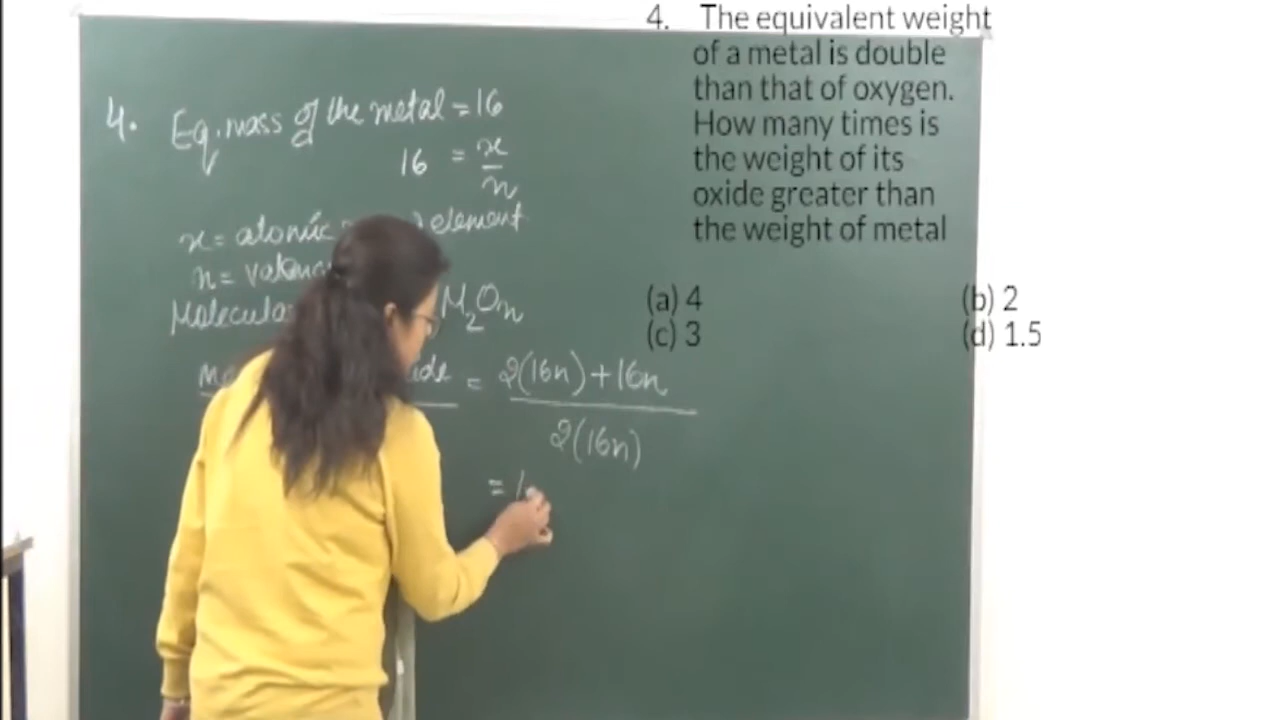 4. The equivalent weight
of a metal is double
than that of oxygen.
How many times is
the weight of its
oxide greater than
the weight of metal
(a) 4 (b) 2
(c) 3 (d) 1.5
4. Eq. mass of the metal = 16
16 = x/n
x = atomic element
n =
M₂On
= 2(16n) + 16n
2(16n)
=